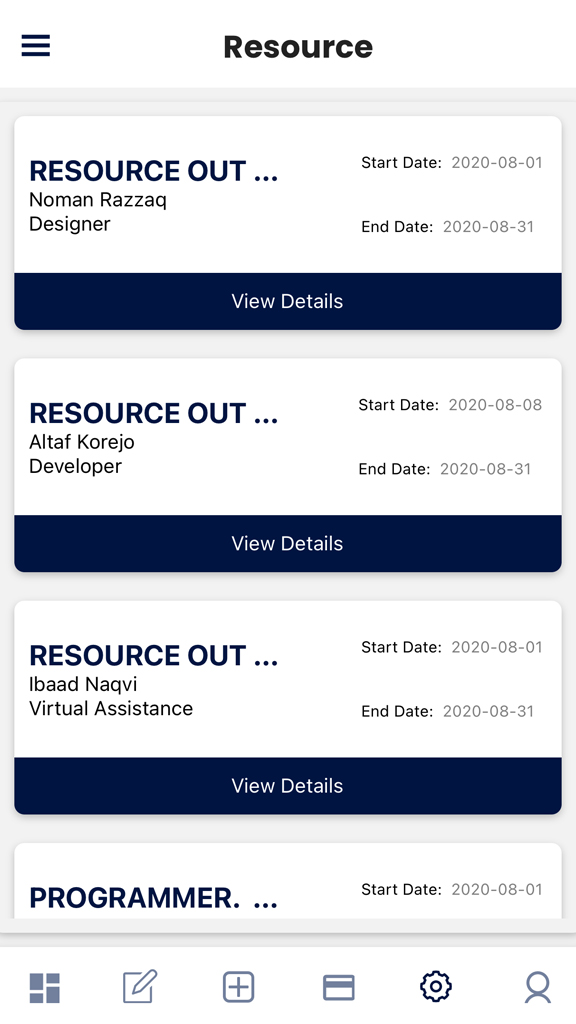 Resource
RESOURCE OUT ...
Noman Razzaq
Designer
Start Date: 2020-08-01
End Date: 2020-08-31
View Details
RESOURCE OUT ...
Altaf Korejo
Developer
Start Date: 2020-08-08
End Date: 2020-08-31
View Details
RESOURCE OUT ...
Ibaad Naqvi
Virtual Assistance
Start Date: 2020-08-01
End Date: 2020-08-31
View Details
PROGRAMMER. ...
Start Date: 2020-08-01